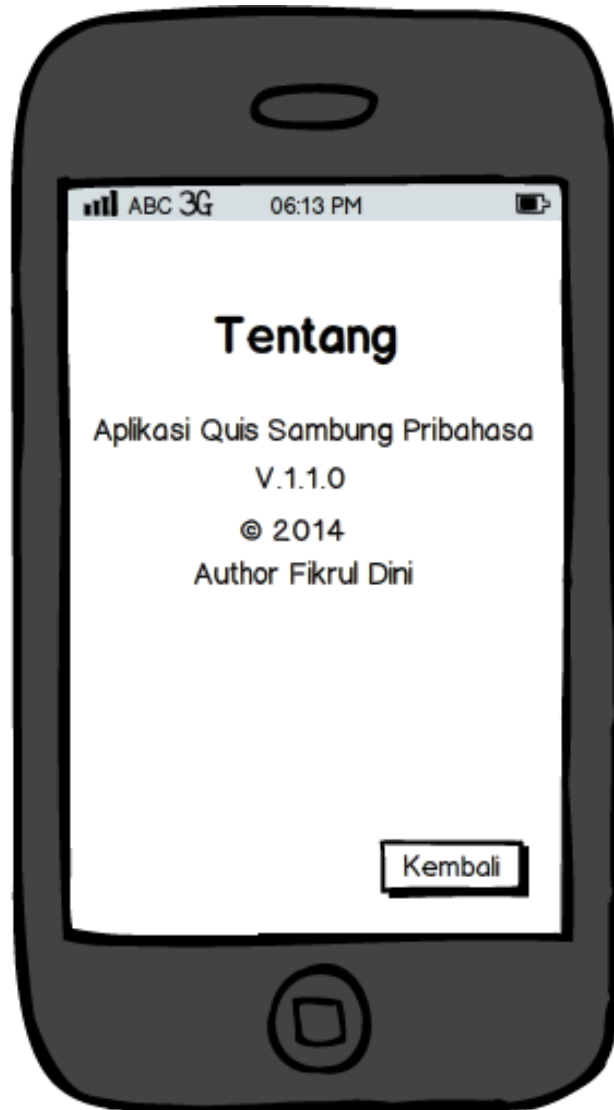 ABC 3G 06:13 PM
Tentang
Aplikasi Quis Sambung Pribahasa
V.1.1.0
© 2014
Author Fikrul Dini
Kembali